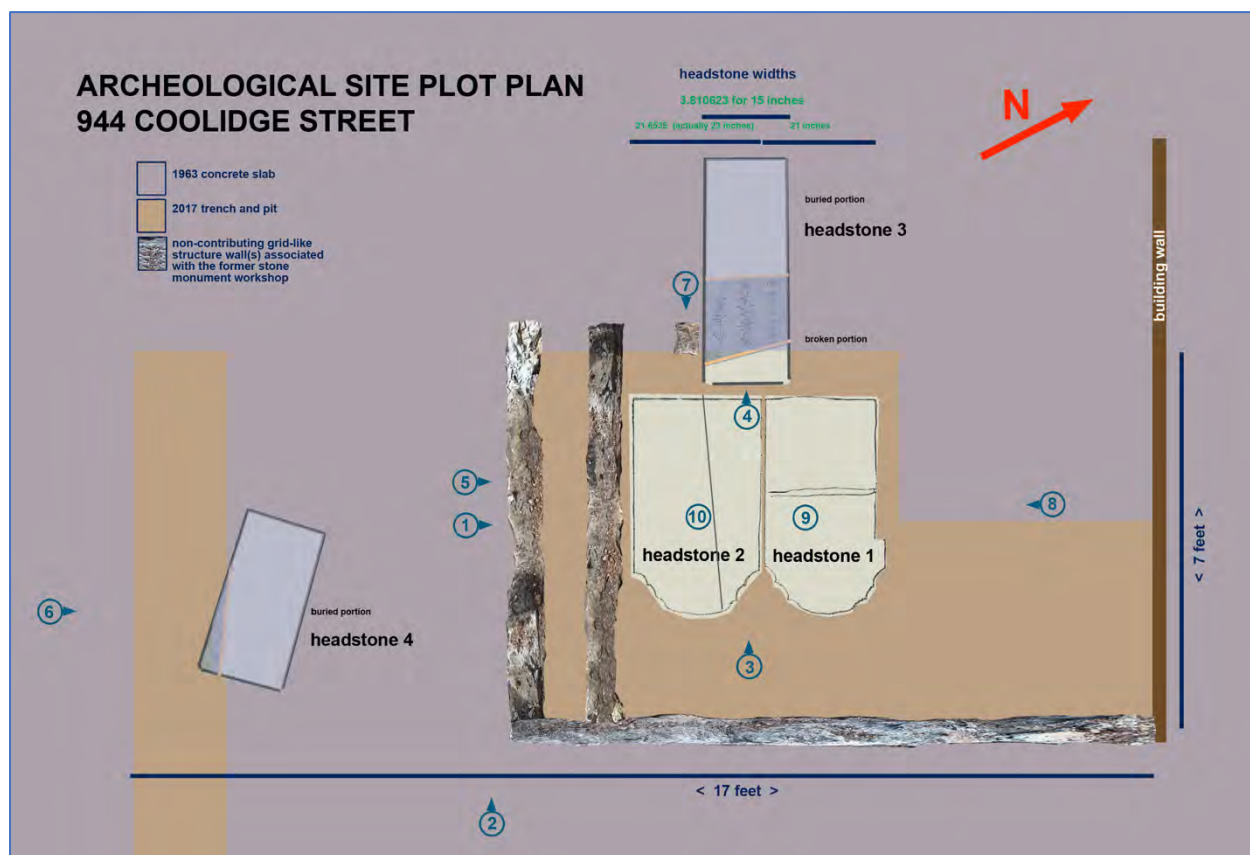 ARCHEOLOGICAL SITE PLOT PLAN
944 COOLIDGE STREET
1963 concrete slab
2017 trench and pit
non-contributing grid-like
structure wall(s) associated
with the former stone
monument workshop
headstone widths
3.810623 for 15 inches
(actually 23 inches)
21 inches
N
buried portion
headstone 3
broken portion
building wall
7
4
5
1
10
9
8
headstone 2
headstone 1
6
buried portion
headstone 4
3
< 7 feet >
< 17 feet >
2